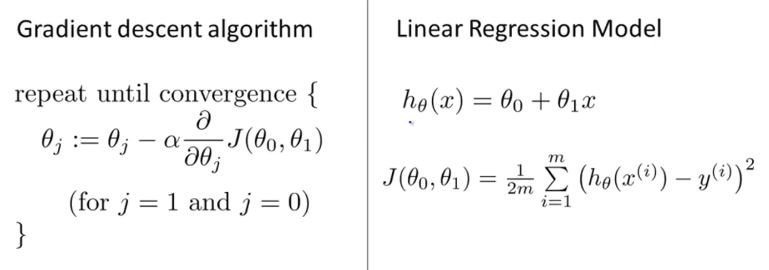 Gradient descent algorithm
repeat until convergence {
θ_j := θ_j − α ∂/∂θ_j J(θ_0, θ_1)
(for j = 1 and j = 0)
}
Linear Regression Model
h_θ(x) = θ_0 + θ_1x
J(θ_0, θ_1) = 1/2m ∑_{i=1}^{m} (h_θ(x^{(i)}) − y^{(i)})^2